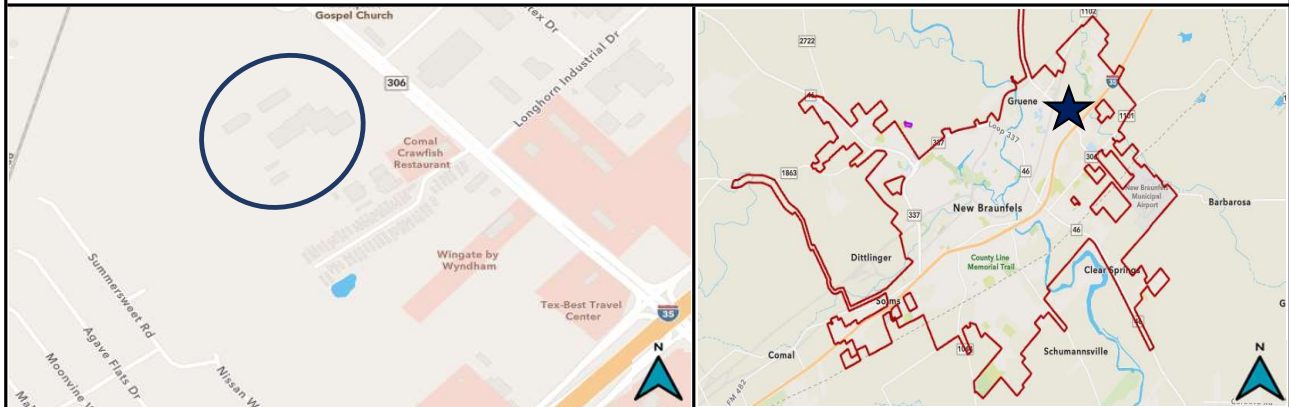 Gospel Church
tex Dr
306
Longhorn Industrial Dr
Comal
Crawfish
Restaurant
Wingate by
Wyndham
Tex-Best Travel
Center
35
Summersweet Rd
Agave Flats Dr
Moonvine
Nissan W
N
1102
2722
46
Gruene
35
Loop 337
337
1101
306
1863
46
New Braunfels
Municipal
Airport
New Braunfels
Barbarosa
337
46
Dittlinger
County Line
Memorial Trail
Clear Springs
Solms
46
Comal
Schumannsville
FM 482
N